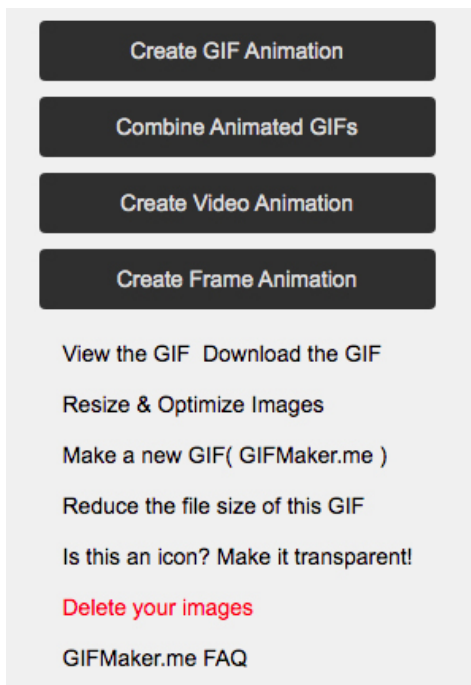 Create GIF Animation
Combine Animated GIFs
Create Video Animation
Create Frame Animation
View the GIF  Download the GIF
Resize & Optimize Images
Make a new GIF( GIFMaker.me )
Reduce the file size of this GIF
Is this an icon? Make it transparent!
Delete your images
GIFMaker.me FAQ